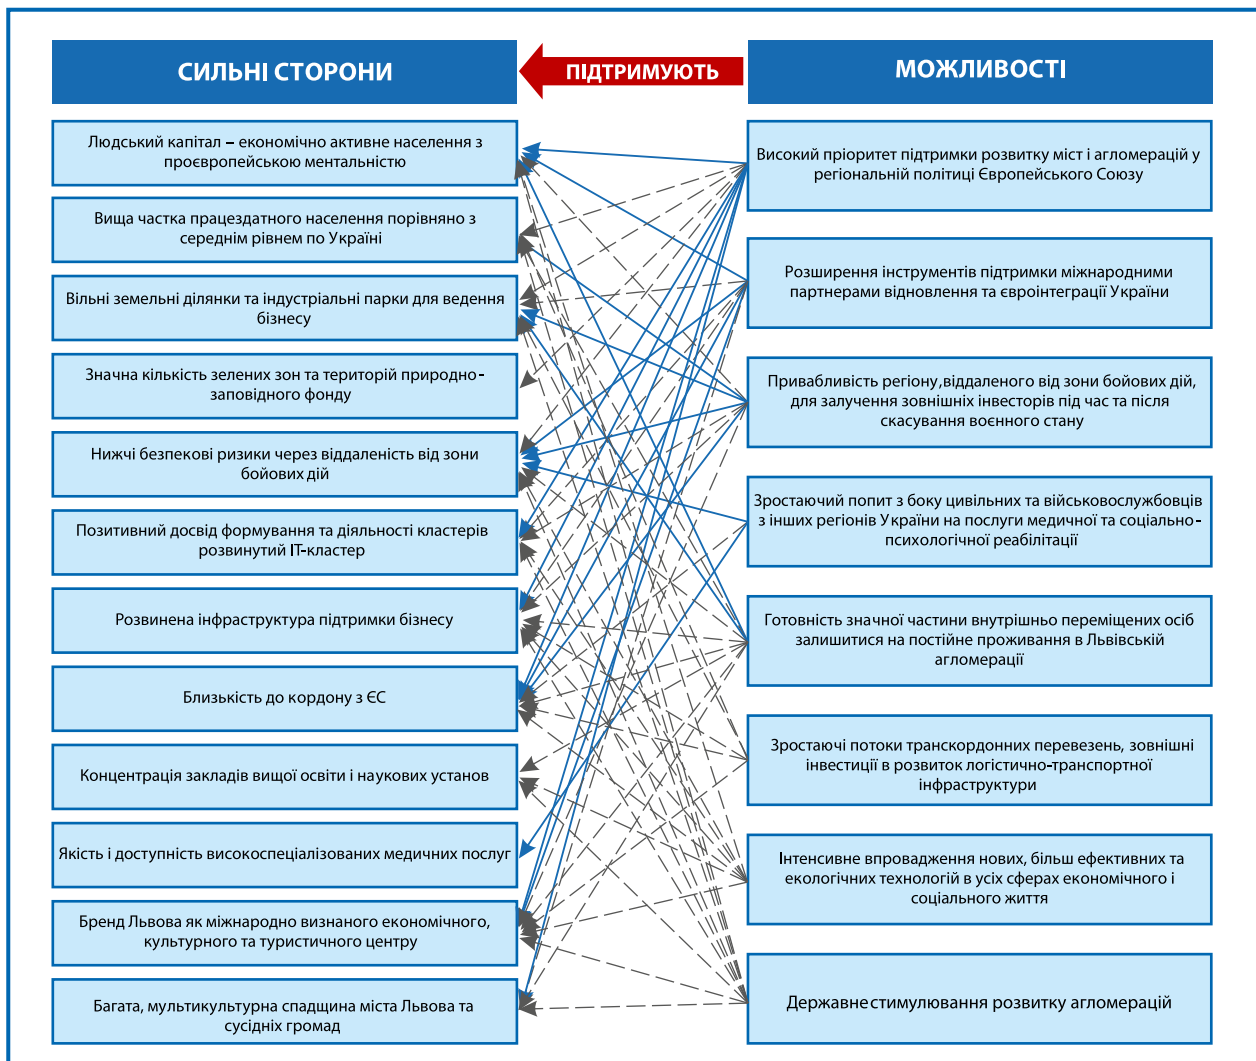 СИЛЬНІ СТОРОНИ
ПІДТРИМУЮТЬ
МОЖЛИВОСТІ
Людський капітал – економічно активне населення з
проєвропейською ментальністю
Вища частка працездатного населення порівняно з
середнім рівнем по Україні
Вільні земельні ділянки та індустріальні парки для ведення
бізнесу
Значна кількість зелених зон та територій природно-
заповідного фонду
Нижчі безпекові ризики через віддаленість від зони
бойових дій
Позитивний досвід формування та діяльності кластерів
розвинутий ІТ-кластер
Розвинена інфраструктура підтримки бізнесу
Близькість до кордону з ЄС
Концентрація закладів вищої освіти і наукових установ
Якість і доступність високоспеціалізованих медичних послуг
Бренд Львова як міжнародно визнаного економічного,
культурного та туристичного центру
Багата, мультикультурна спадщина міста Львова та
сусідніх громад
Високий пріоритет підтримки розвитку міст і агломерацій у
регіональній політиці Європейського Союзу
Розширення інструментів підтримки міжнародними
партнерами відновлення та євроінтеграції України
Привабливість регіону, віддаленого від зони бойових дій,
для залучення зовнішніх інвесторів під час та після
скасування воєнного стану
Зростаючий попит з боку цивільних та військовослужбовців
з інших регіонів України на послуги медичної та соціально-
психологічної реабілітації
Готовність значної частини внутрішньо переміщених осіб
залишитися на постійне проживання в Львівській
агломерації
Зростаючі потоки транскордонних перевезень, зовнішні
інвестиції в розвиток логістично-транспортної
інфраструктури
Інтенсивне впровадження нових, більш ефективних та
екологічних технологій в усіх сферах економічного і
соціального життя
Державне стимулювання розвитку агломерацій